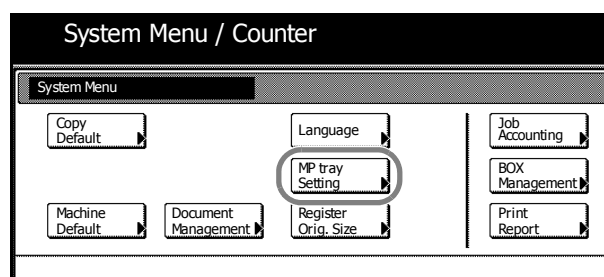 System Menu / Counter
System Menu
Copy
Default
Language
Job
Accounting
MP tray
Setting
BOX
Management
Machine
Default
Document
Management
Register
Orig. Size
Print
Report